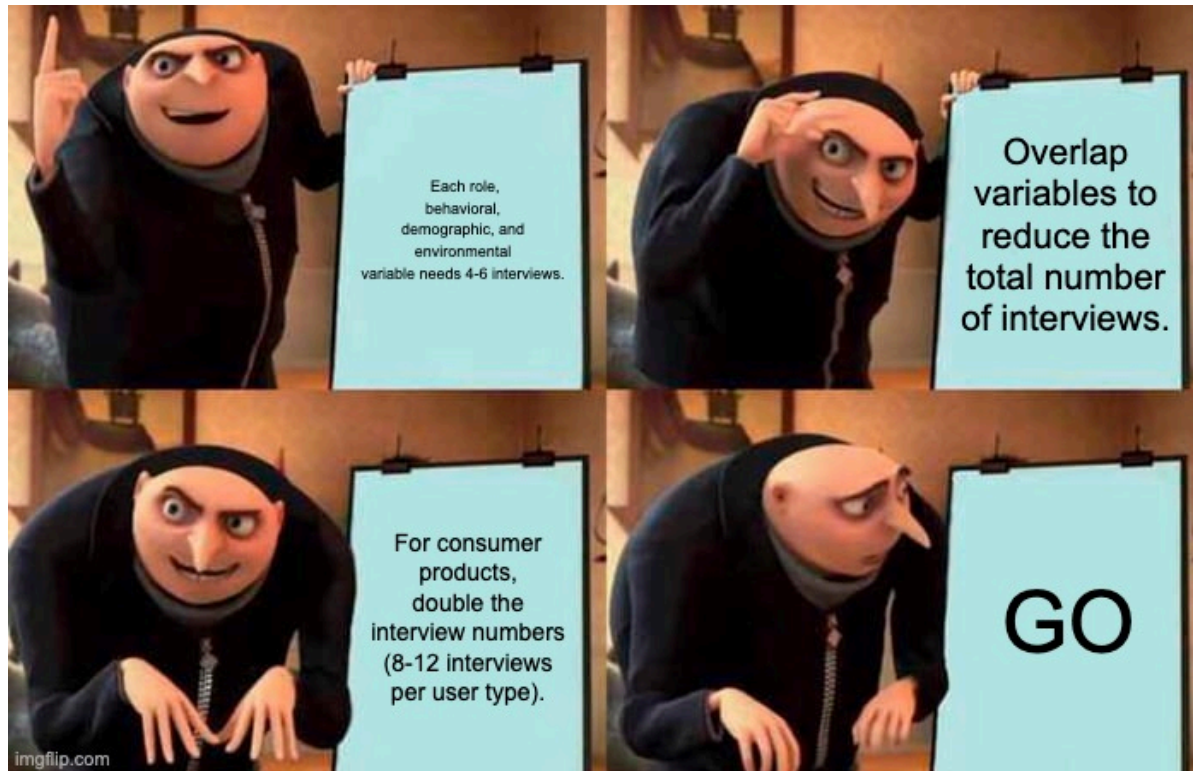 Each role,
behavioral,
demographic, and
environmental
variable needs 4-6 interviews.
Overlap
variables to
reduce the
total number
of interviews.
For consumer
products,
double the
interview numbers
(8-12 interviews
per user type).
GO
imgflip.com